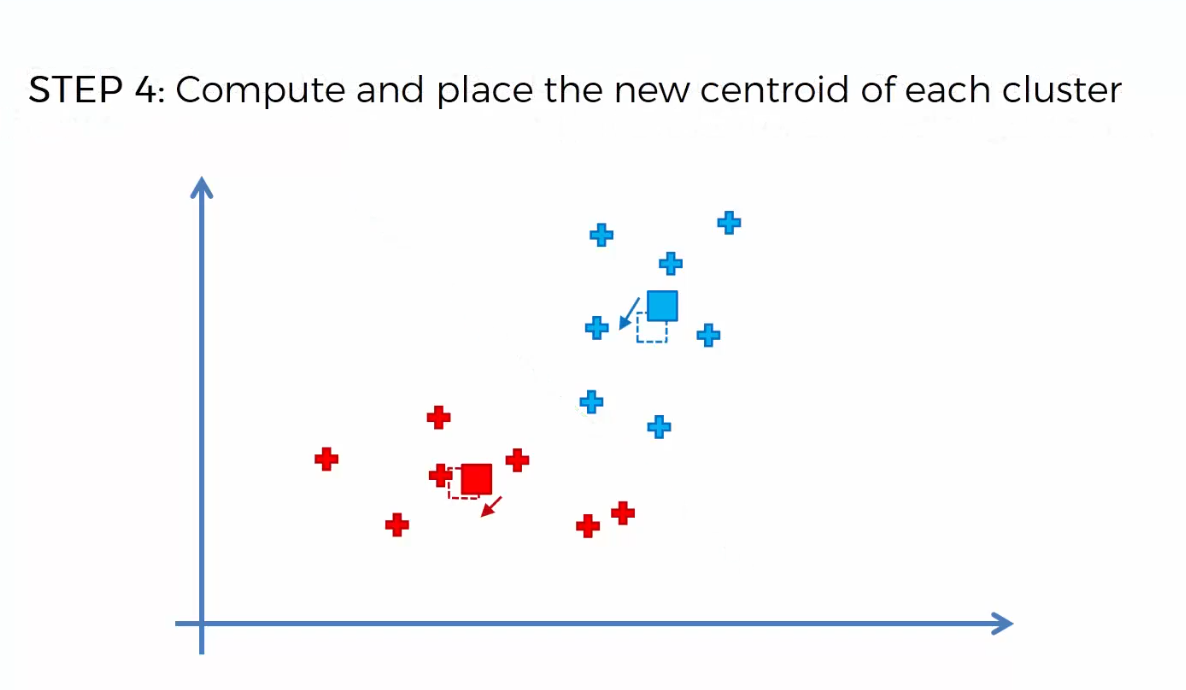 STEP 4: Compute and place the new centroid of each cluster